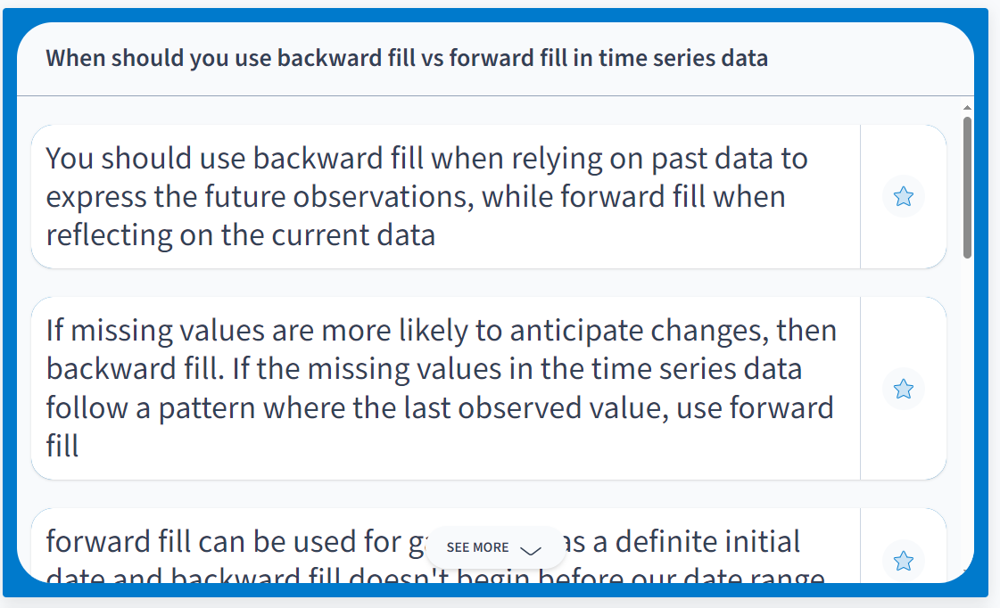 When should you use backward fill vs forward fill in time series data
You should use backward fill when relying on past data to
express the future observations, while forward fill when
reflecting on the current data
If missing values are more likely to anticipate changes, then
backward fill. If the missing values in the time series data
follow a pattern where the last observed value, use forward
fill
forward fill can be used for as a definite initial
SEE MORE
date and backward fill doesn't begin before our date range